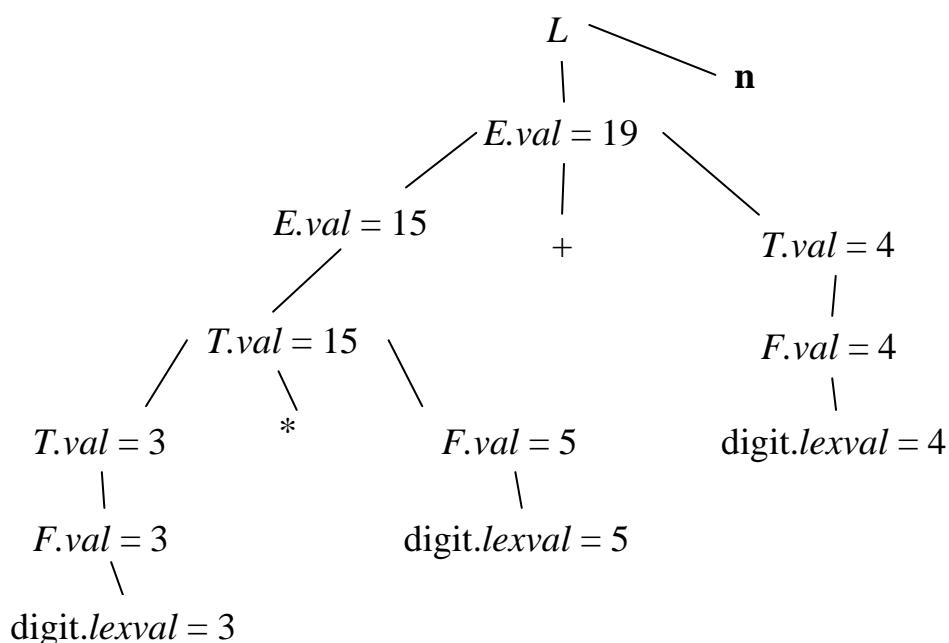 L
n
E.val = 19
E.val = 15
+
T.val = 4
T.val = 15
F.val = 4
T.val = 3
*
F.val = 5
digit.lexval = 4
F.val = 3
digit.lexval = 5
digit.lexval = 3